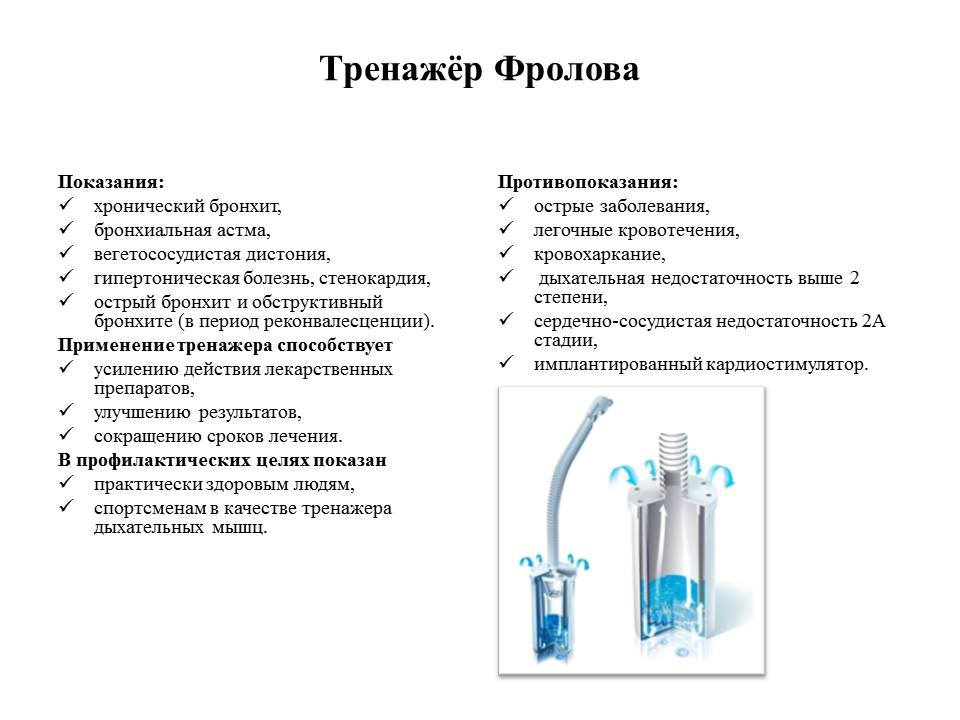 Тренажёр Фролова
Показания:
хронический бронхит,
бронхиальная астма,
вегетососудистая дистония,
гипертоническая болезнь, стенокардия,
острый бронхит и обструктивный
бронхите (в период реконвалесценции).
Применение тренажера способствует
усилению действия лекарственных
препаратов,
улучшению результатов,
сокращению сроков лечения.
В профилактических целях показан
практически здоровым людям,
спортсменам в качестве тренажера
дыхательных мышц.
Противопоказания:
острые заболевания,
легочные кровотечения,
кровохаркание,
дыхательная недостаточность выше 2
степени,
сердечно-сосудистая недостаточность 2А
стадии,
имплантированный кардиостимулятор.